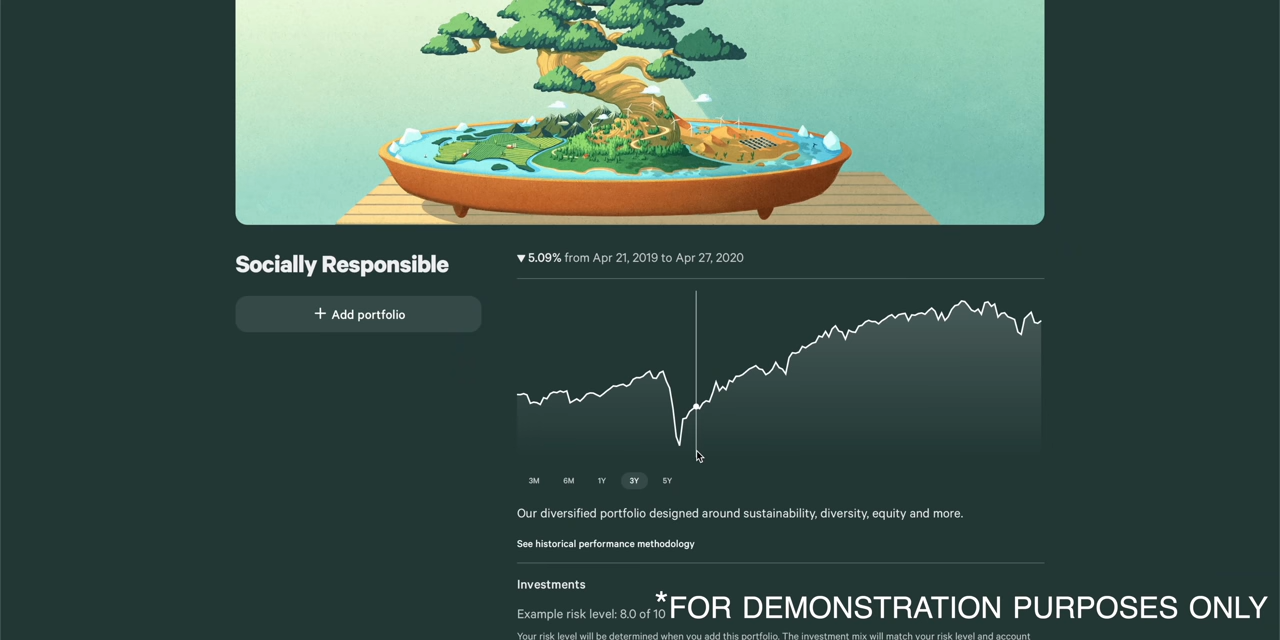 Socially Responsible
+ Add portfolio
▼5.09% from Apr 21, 2019 to Apr 27, 2020
3M 6M 1Y 3Y 5Y
Our diversified portfolio designed around sustainability, diversity, equity and more.
See historical performance methodology
Investments
Example risk level: 8.0 of 10
*FOR DEMONSTRATION PURPOSES ONLY
Your risk level will be determined when you add this portfolio. The investment mix will match your risk level and account